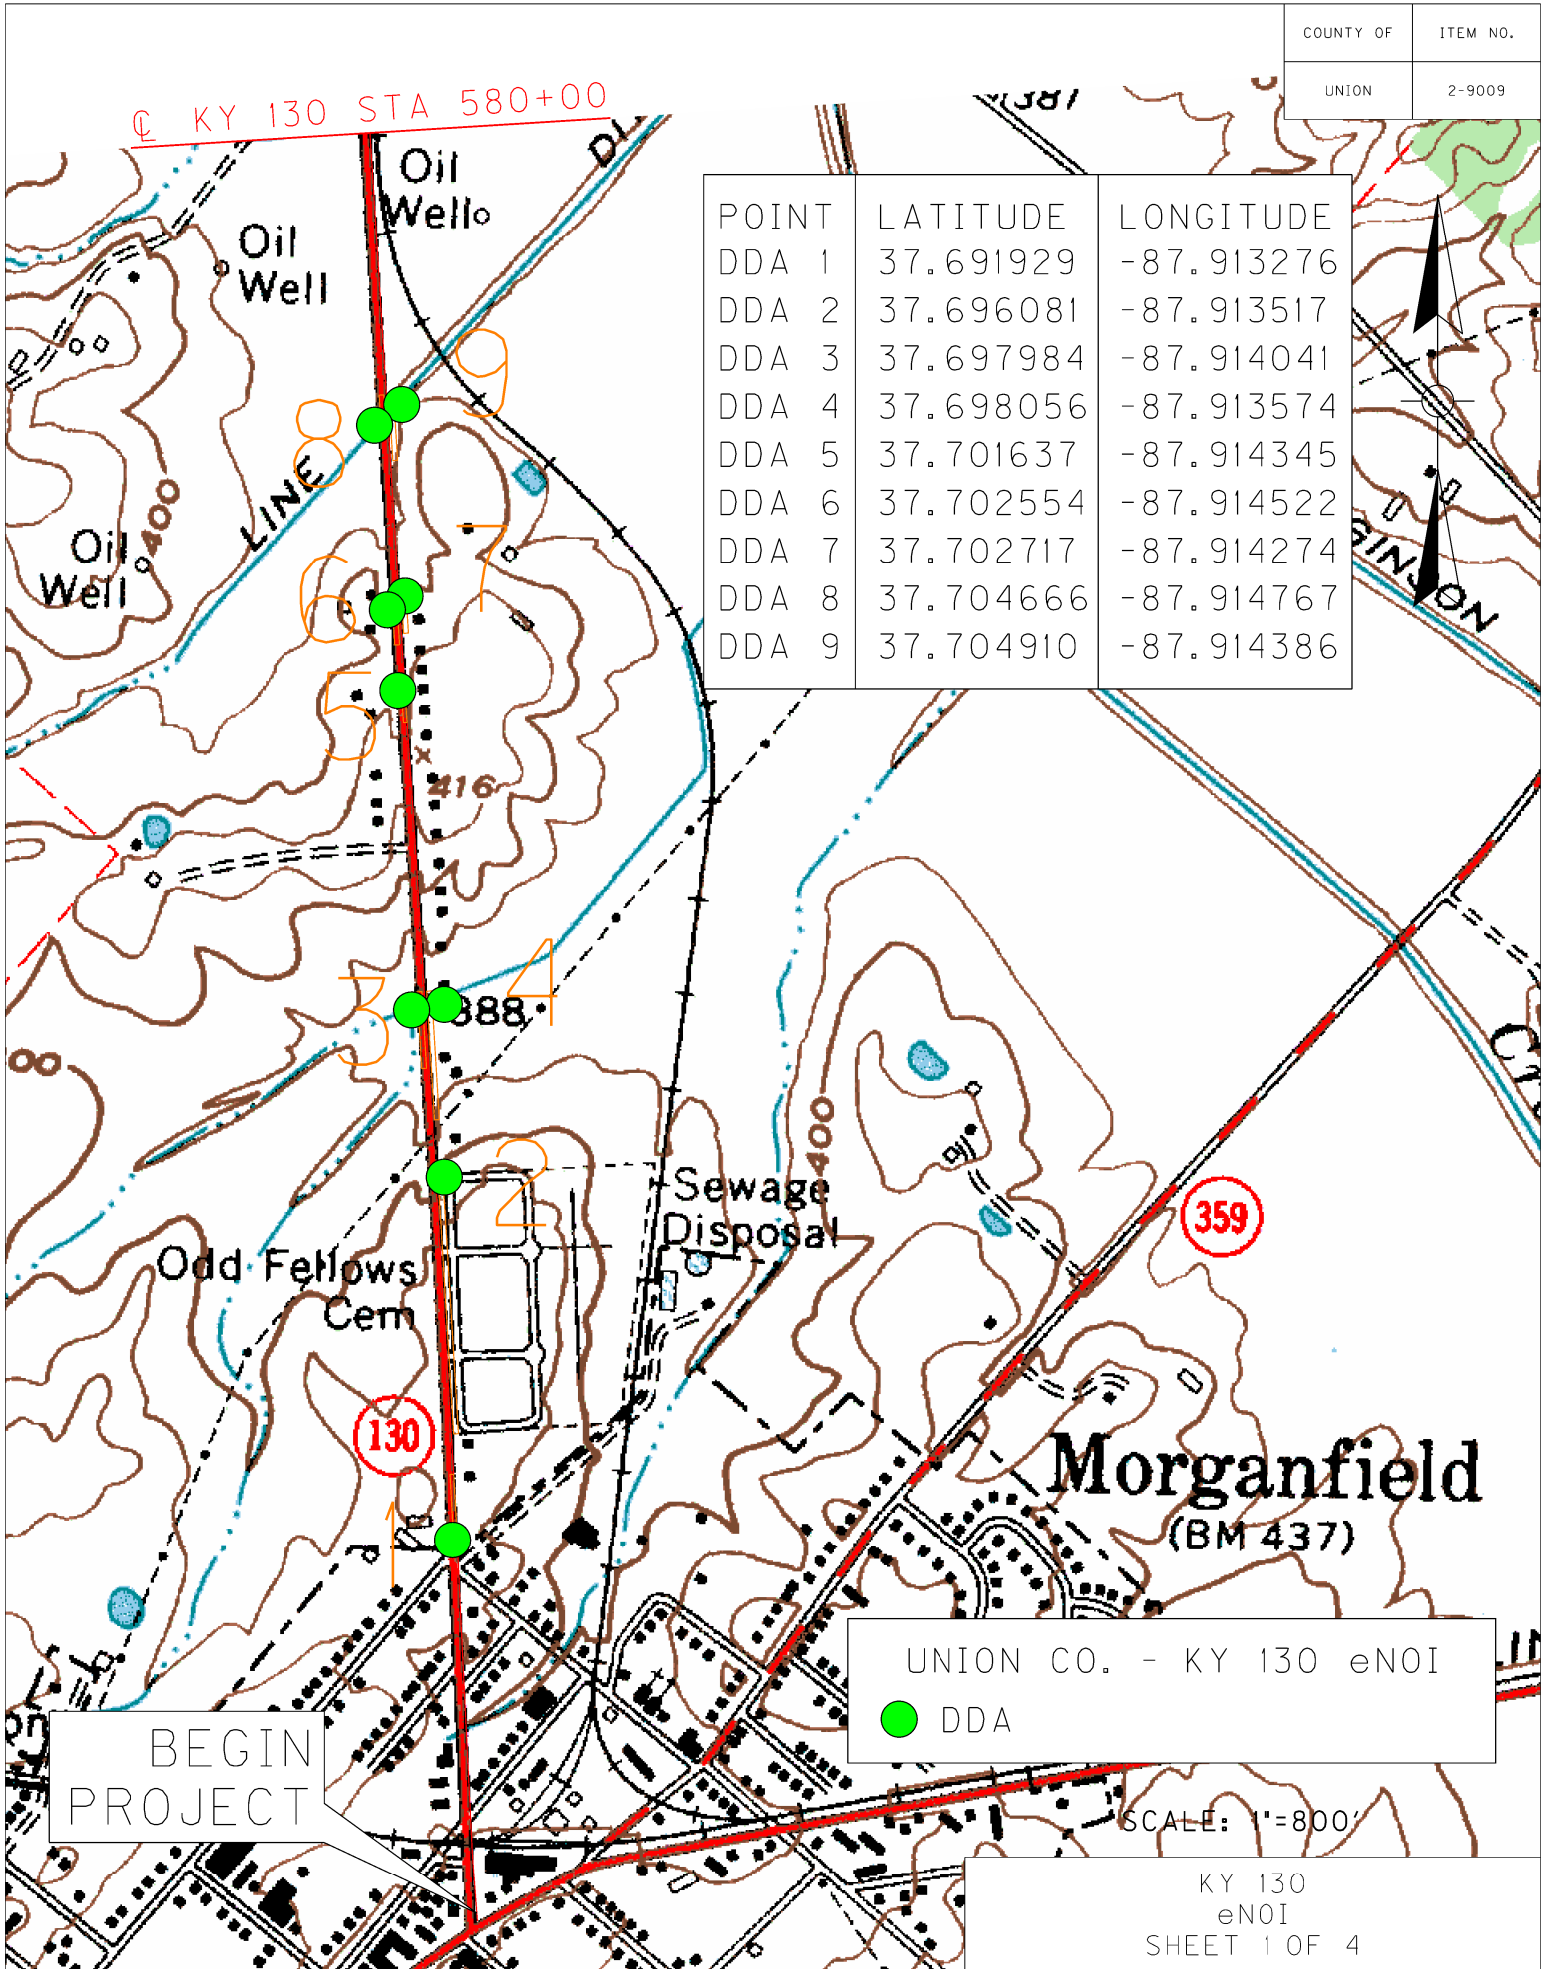 COUNTY OF ITEM NO.
UNION 2-9009
℄ KY 130 STA 580+00
Oil
Well
Oil
Well
POINT LATITUDE LONGITUDE
DDA 1 37.691929 -87.913276
DDA 2 37.696081 -87.913517
DDA 3 37.697984 -87.914041
DDA 4 37.698056 -87.913574
DDA 5 37.701637 -87.914345
DDA 6 37.702554 -87.914522
DDA 7 37.702717 -87.914274
DDA 8 37.704666 -87.914767
DDA 9 37.704910 -87.914386
9
8
LINE
400
Oil
Well
7
6
5
416
4
3
388
00
400
2
Sewage
Disposal
359
Odd Fellows
Cem
130
1
Morganfield
(BM 437)
UNION CO. - KY 130 eNOI
DDA
BEGIN
PROJECT
SCALE: 1"=800'
KY 130
eNOI
SHEET 1 OF 4